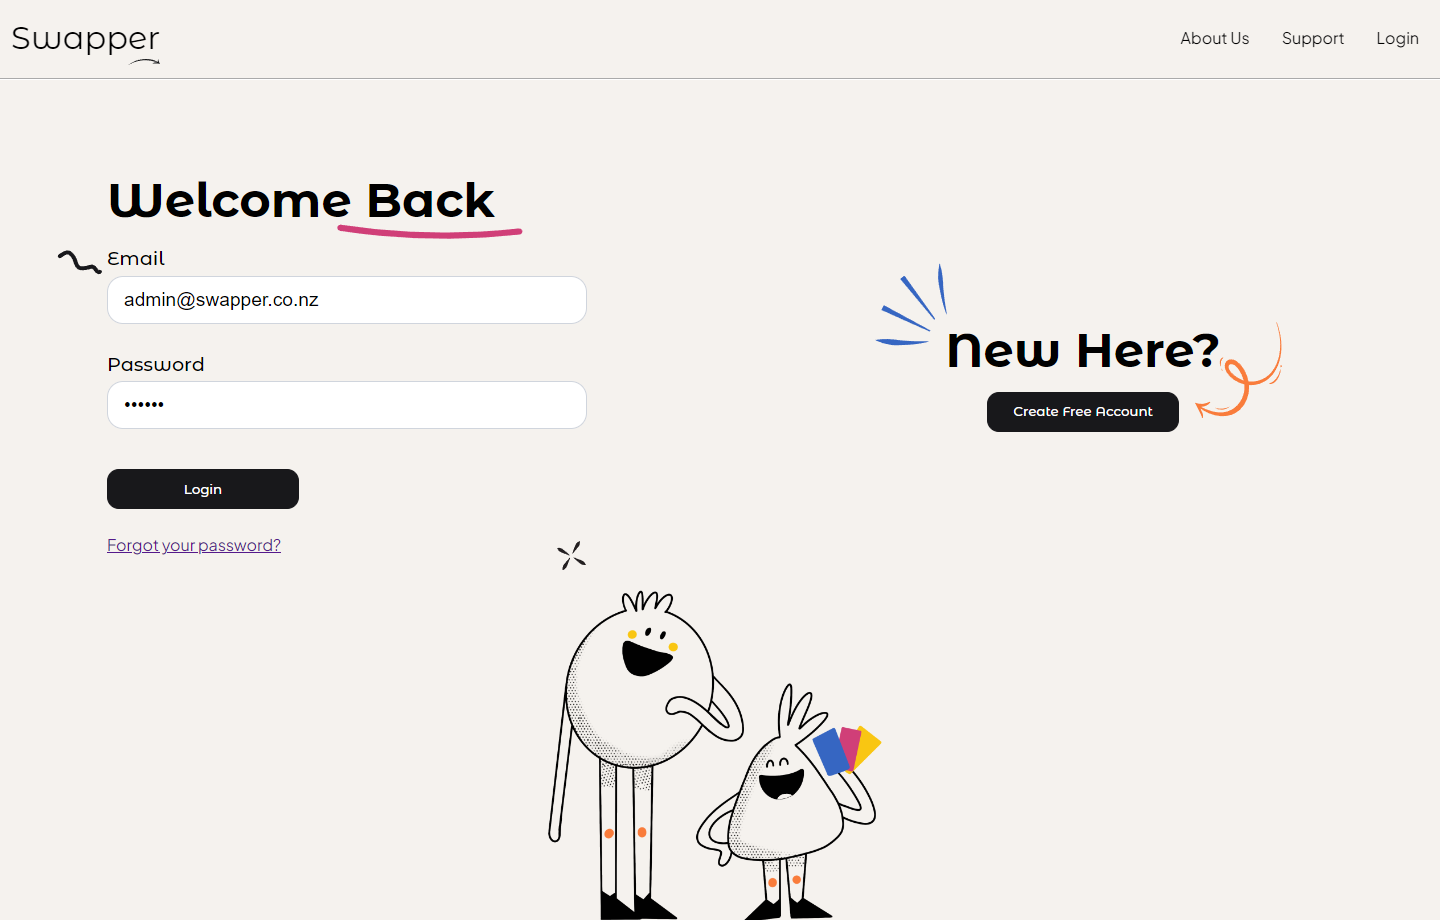 Swapper
About Us
Support
Login
Welcome Back
Email
admin@swapper.co.nz
Password
••••••
Login
Forgot your password?
New Here?
Create Free Account